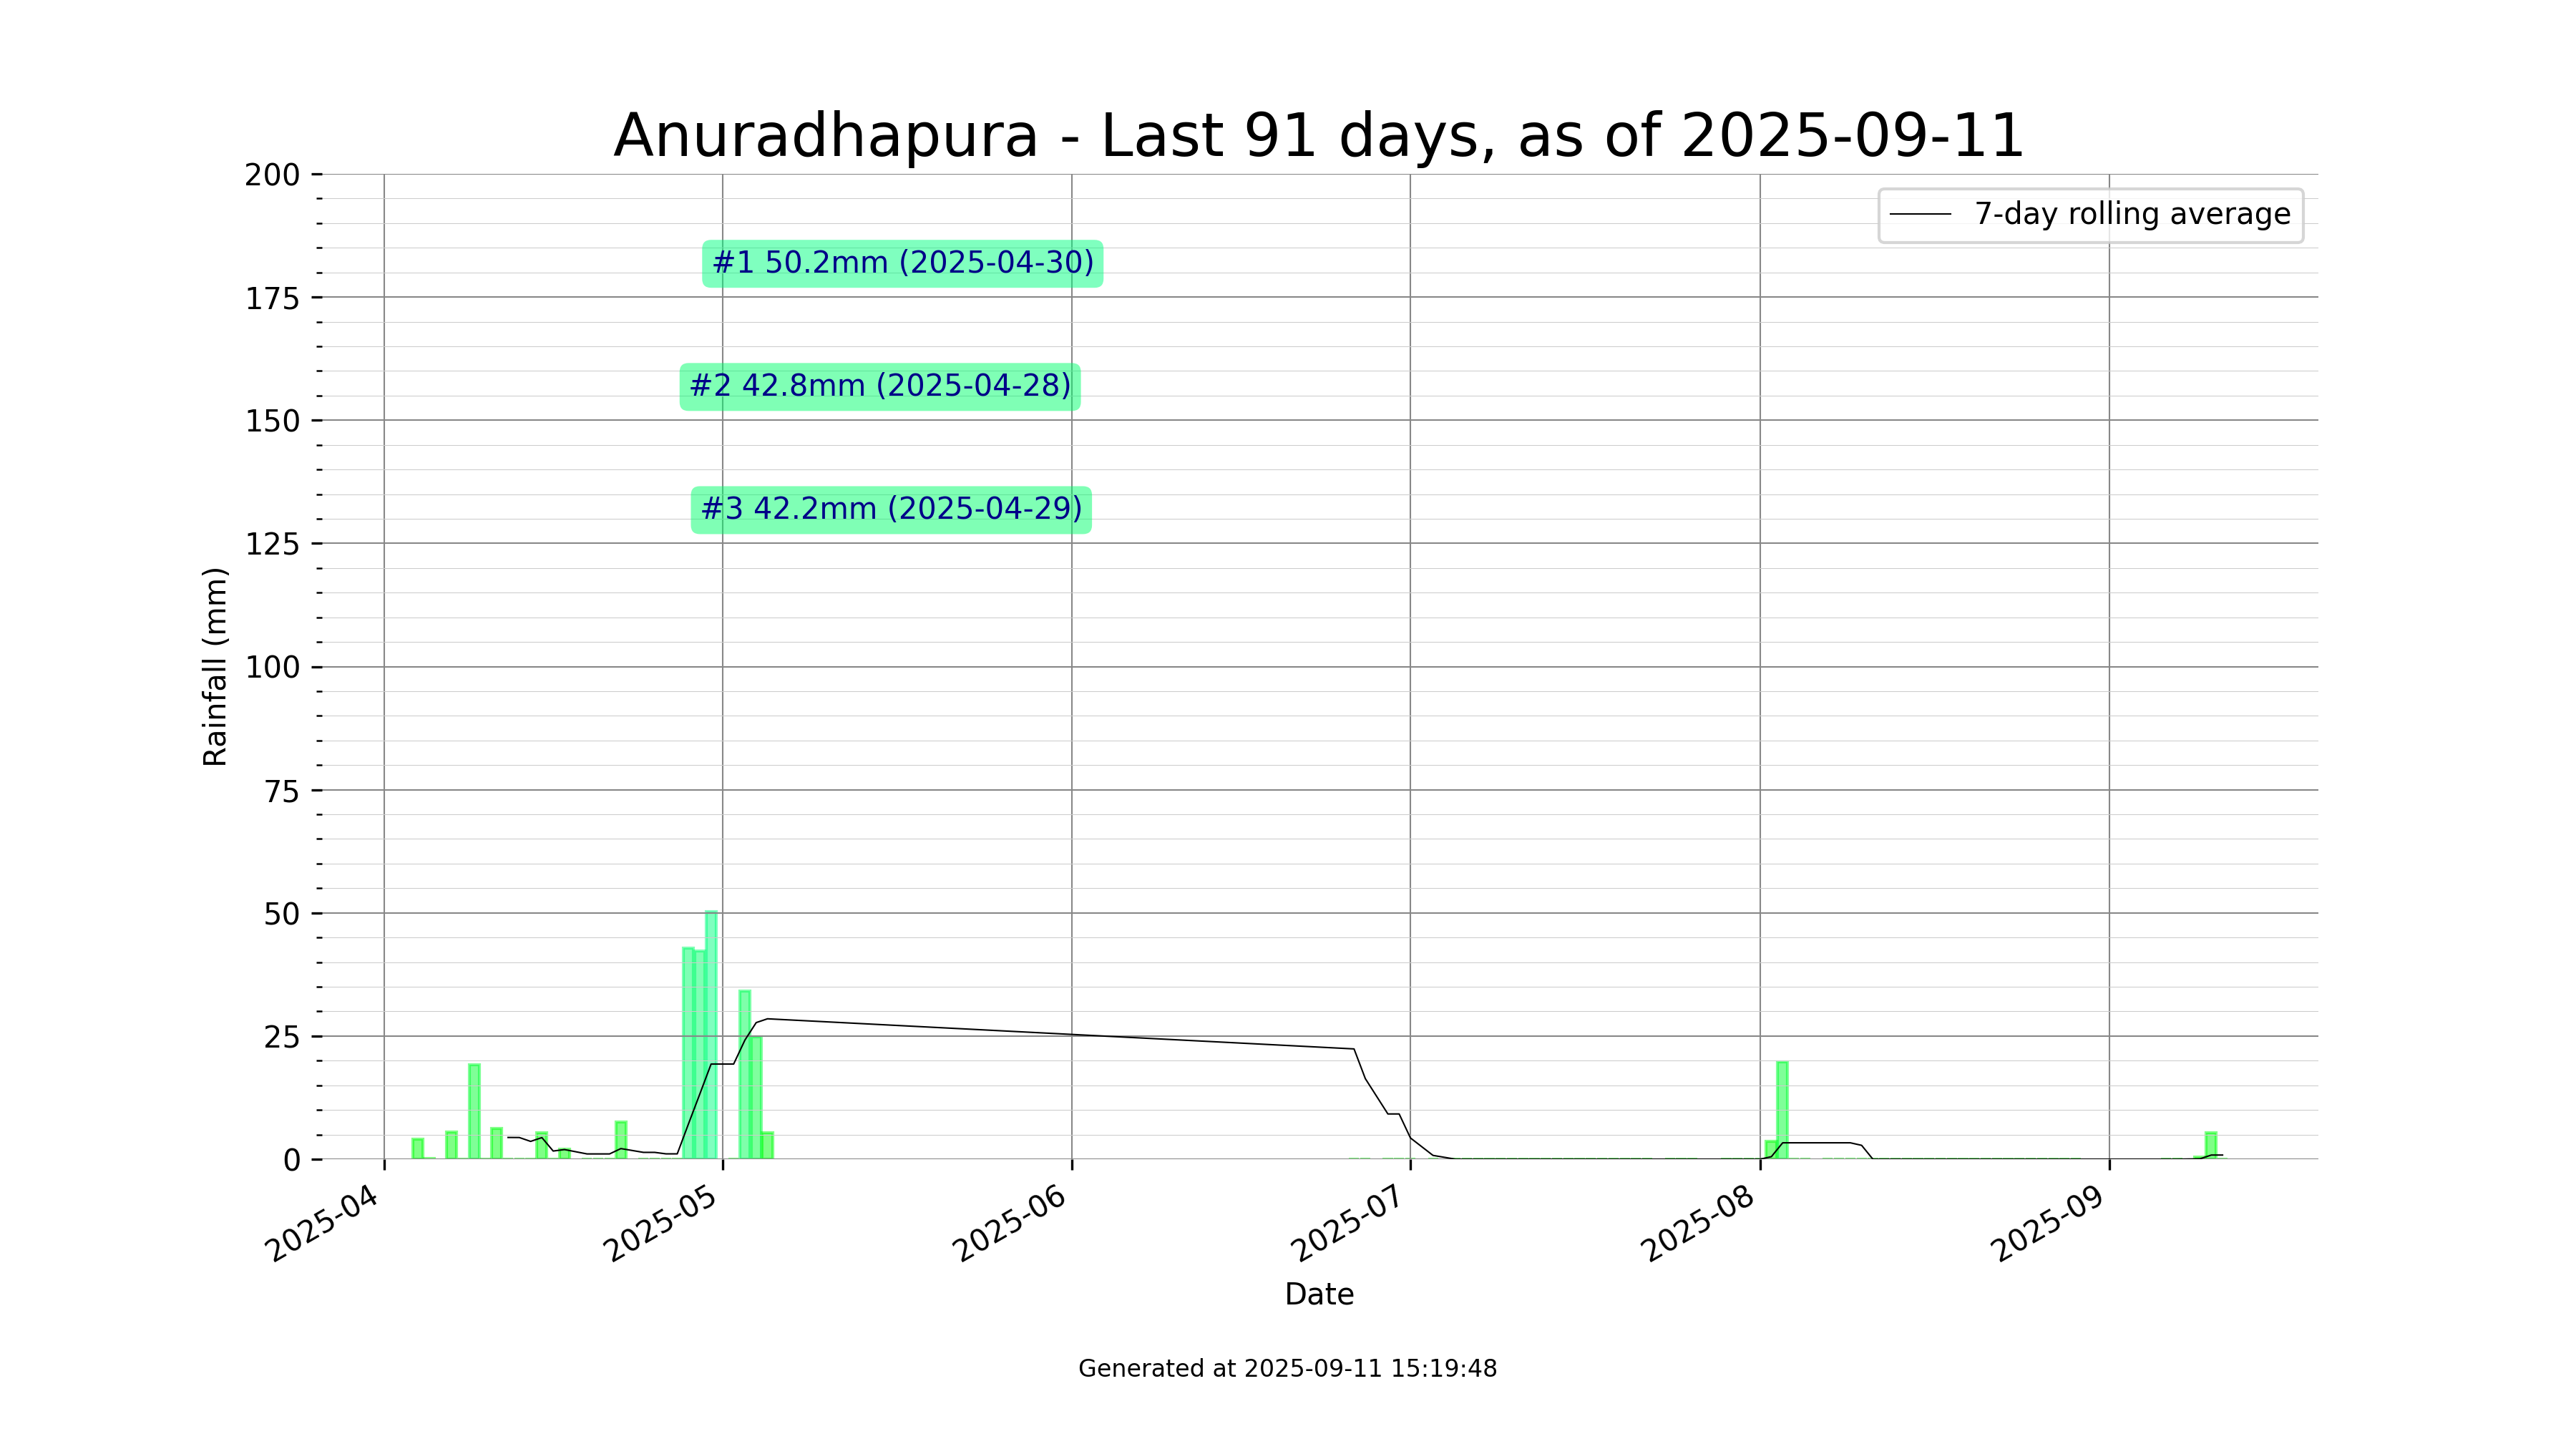 Anuradhapura - Last 91 days, as of 2025-09-11
7-day rolling average
#1 50.2mm (2025-04-30)
#2 42.8mm (2025-04-28)
#3 42.2mm (2025-04-29)
Rainfall (mm)
200
175
150
125
100
75
50
25
0
2025-04
2025-05
2025-06
2025-07
2025-08
2025-09
Date
Generated at 2025-09-11 15:19:48